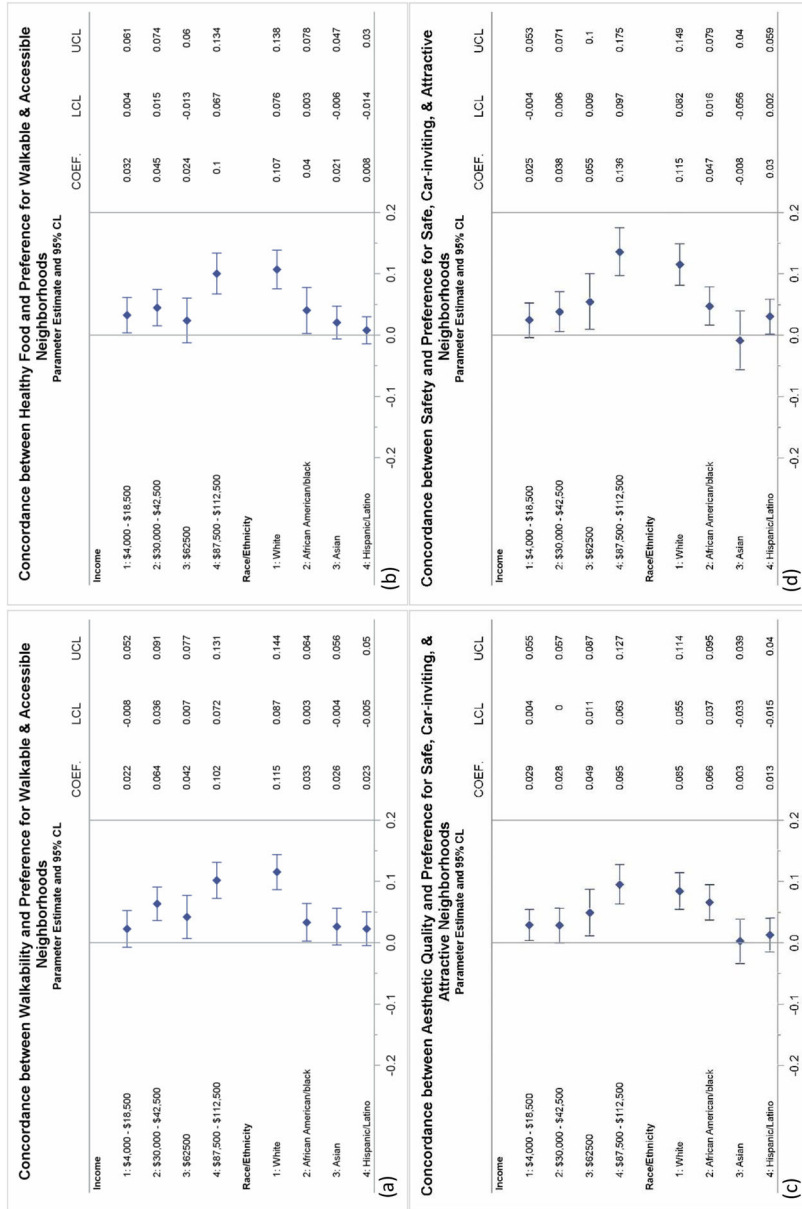 Concordance between Walkability and Preference for Walkable & Accessible
Neighborhoods
Parameter Estimate and 95% CL
COEF. LCL UCL
Income
1: $4,000 - $18,500 0.022 -0.008 0.052
2: $30,000 - $42,500 0.064 0.036 0.091
3: $62500 0.042 0.007 0.077
4: $87,500 - $112,500 0.102 0.072 0.131
Race/Ethnicity
1: White 0.115 0.087 0.144
2: African American/black 0.033 0.003 0.064
3: Asian 0.026 -0.004 0.056
4: Hispanic/Latino 0.023 -0.005 0.05
(a)
-0.2 -0.1 0.0 0.1 0.2
Concordance between Healthy Food and Preference for Walkable & Accessible
Neighborhoods
Parameter Estimate and 95% CL
COEF. LCL UCL
Income
1: $4,000 - $18,500 0.032 0.004 0.061
2: $30,000 - $42,500 0.045 0.015 0.074
3: $62500 0.024 -0.013 0.06
4: $87,500 - $112,500 0.1 0.067 0.134
Race/Ethnicity
1: White 0.107 0.076 0.138
2: African American/black 0.04 0.003 0.078
3: Asian 0.021 -0.006 0.047
4: Hispanic/Latino 0.008 -0.014 0.03
(b)
-0.2 -0.1 0.0 0.1 0.2
Concordance between Aesthetic Quality and Preference for Safe, Car-inviting, &
Attractive Neighborhoods
Parameter Estimate and 95% CL
COEF. LCL UCL
Income
1: $4,000 - $18,500 0.029 0.004 0.055
2: $30,000 - $42,500 0.028 0 0.057
3: $62500 0.049 0.011 0.087
4: $87,500 - $112,500 0.095 0.063 0.127
Race/Ethnicity
1: White 0.085 0.055 0.114
2: African American/black 0.066 0.037 0.095
3: Asian 0.003 -0.033 0.039
4: Hispanic/Latino 0.013 -0.015 0.04
(c)
-0.2 -0.1 0.0 0.1 0.2
Concordance between Safety and Preference for Safe, Car-inviting, & Attractive
Neighborhoods
Parameter Estimate and 95% CL
COEF. LCL UCL
Income
1: $4,000 - $18,500 0.025 -0.004 0.053
2: $30,000 - $42,500 0.038 0.006 0.071
3: $62500 0.055 0.009 0.1
4: $87,500 - $112,500 0.136 0.097 0.175
Race/Ethnicity
1: White 0.115 0.082 0.149
2: African American/black 0.047 0.016 0.079
3: Asian -0.008 -0.056 0.04
4: Hispanic/Latino 0.03 0.002 0.059
(d)
-0.2 -0.1 0.0 0.1 0.2